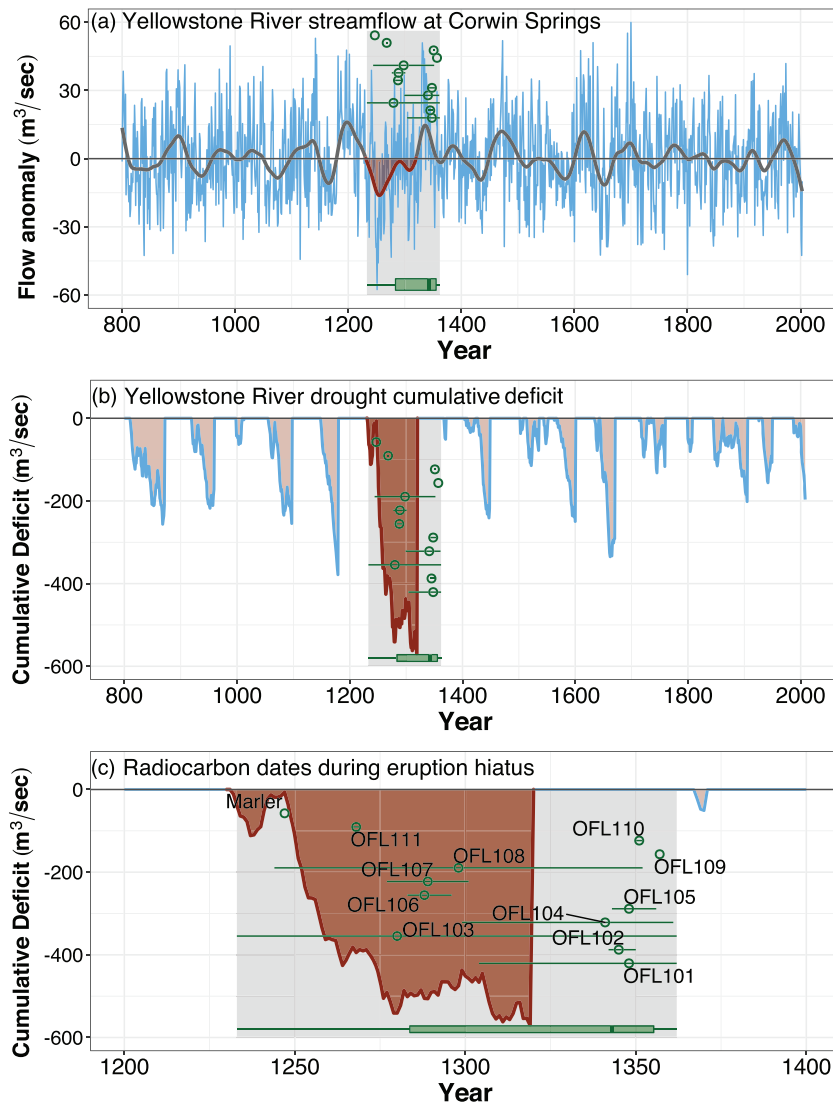 (a) Yellowstone River streamflow at Corwin Springs
60
30
0
-30
-60
Flow anomaly (m³/sec)
800 1000 1200 1400 1600 1800 2000
Year
(b) Yellowstone River drought cumulative deficit
0
-200
-400
-600
Cumulative Deficit (m³/sec)
800 1000 1200 1400 1600 1800 2000
Year
(c) Radiocarbon dates during eruption hiatus
0
-200
-400
-600
Cumulative Deficit (m³/sec)
Marler
OFL111
OFL110
OFL108
OFL109
OFL107
OFL106
OFL105
OFL104
OFL103
OFL102
OFL101
1200 1250 1300 1350 1400
Year